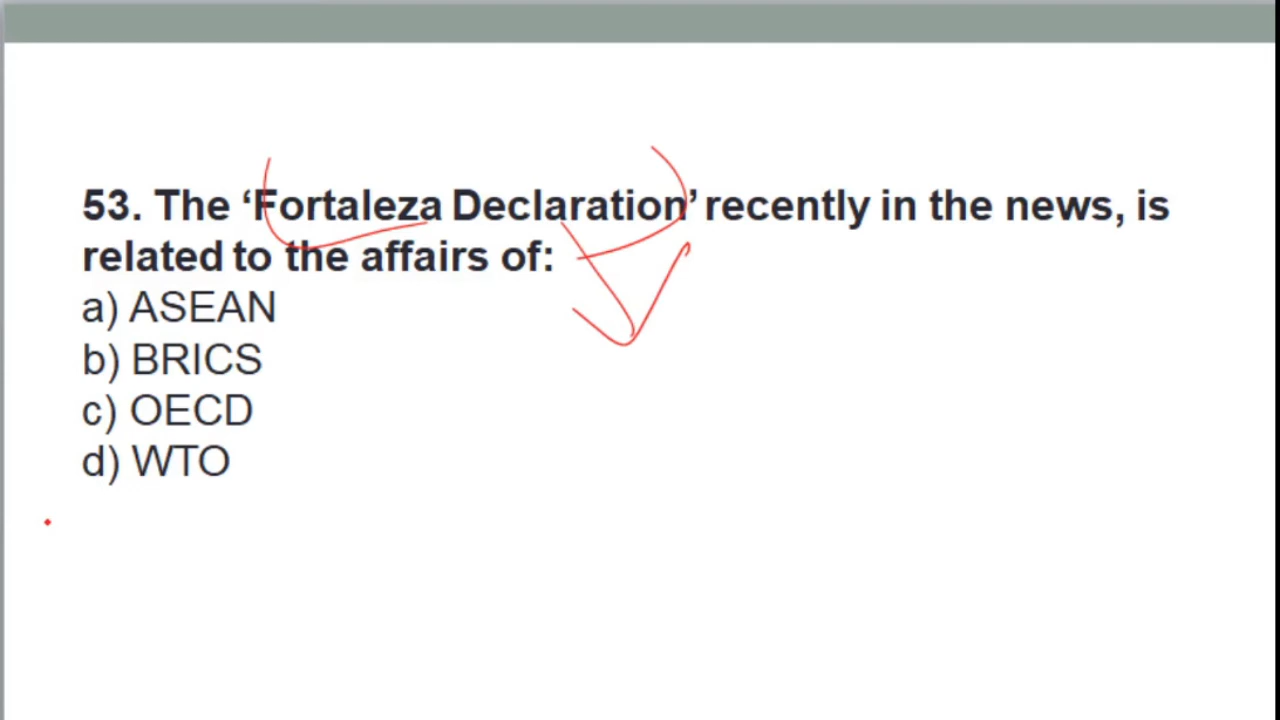 53. The ‘Fortaleza Declaration’ recently in the news, is
related to the affairs of:
a) ASEAN
b) BRICS
c) OECD
d) WTO